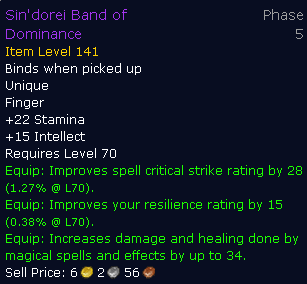 Sin'dorei Band of Phase
Dominance 5
Item Level 141
Binds when picked up
Unique
Finger
+22 Stamina
+15 Intellect
Requires Level 70
Equip: Improves spell critical strike rating by 28
(1.27% @ L70).
Equip: Improves your resilience rating by 15
(0.38% @ L70).
Equip: Increases damage and healing done by
magical spells and effects by up to 34.
Sell Price: 6 2 56